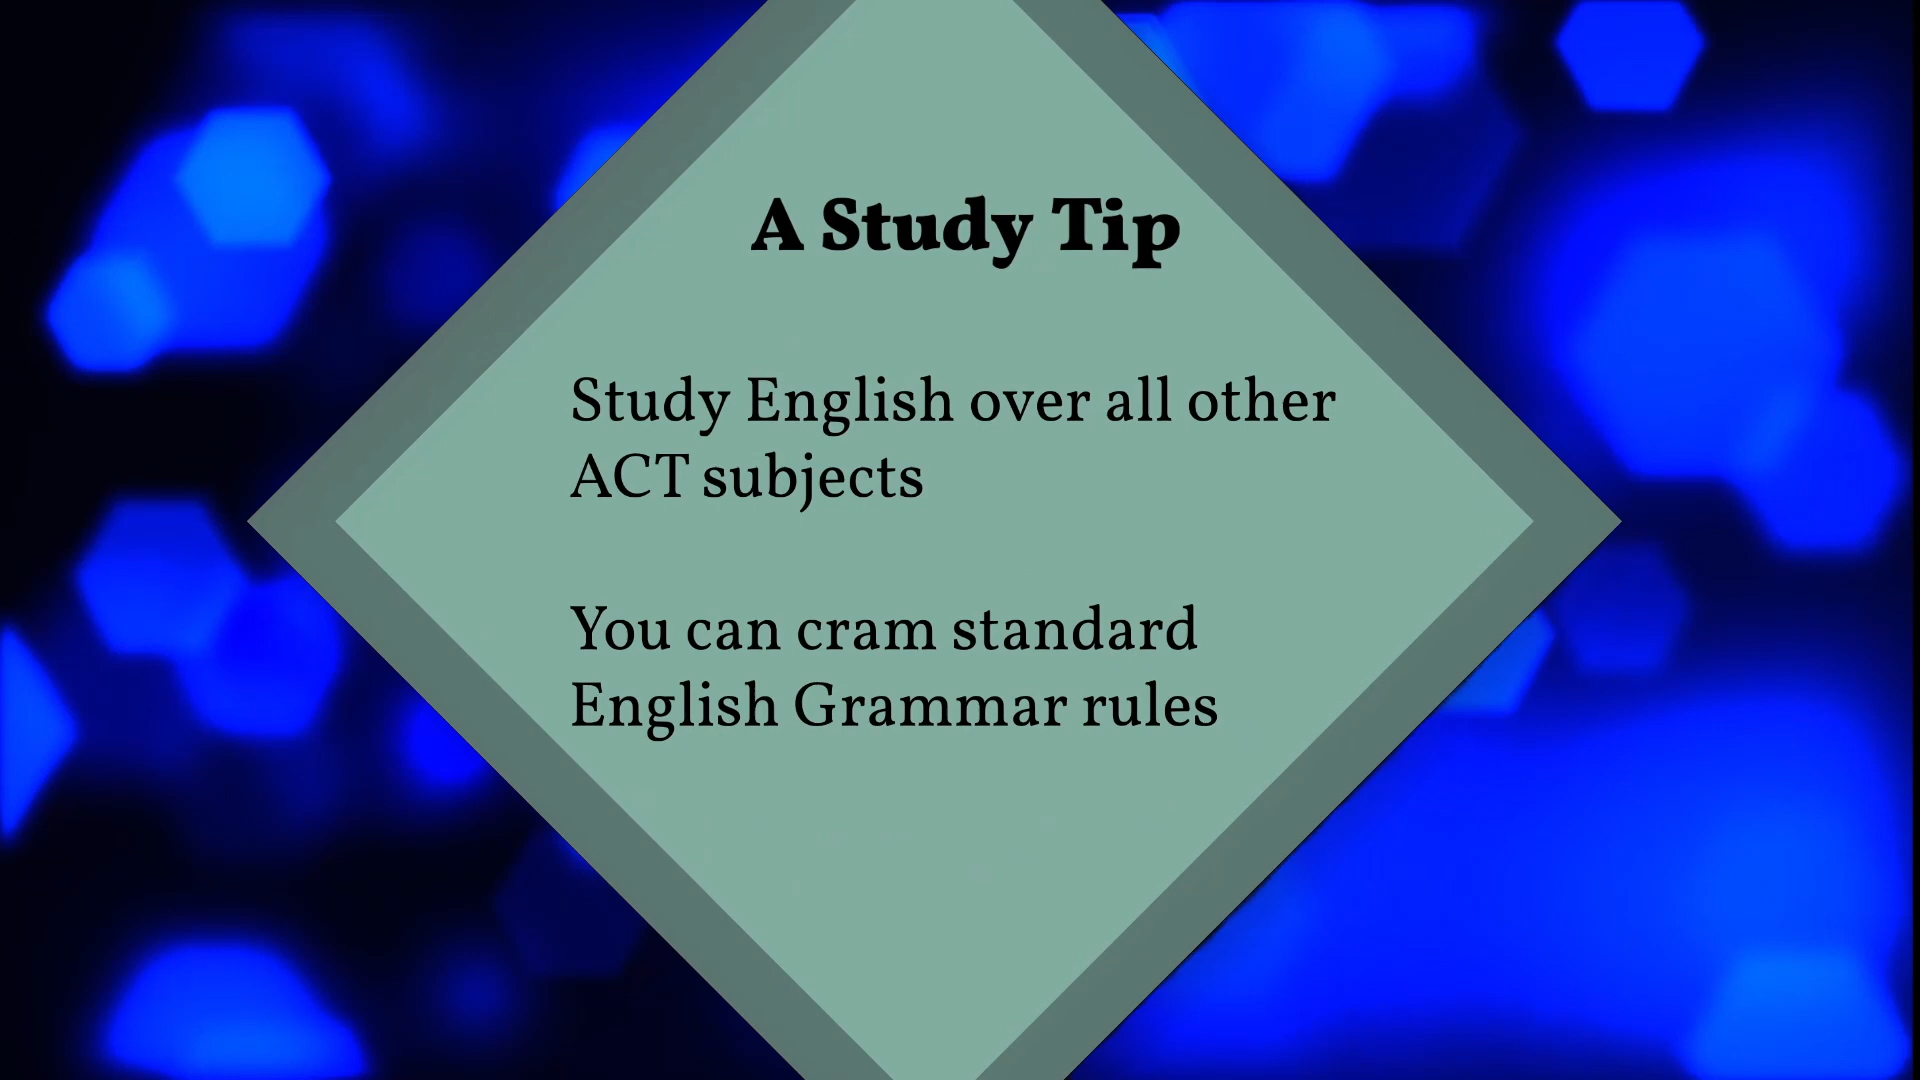 A Study Tip
Study English over all other
ACT subjects
You can cram standard
English Grammar rules